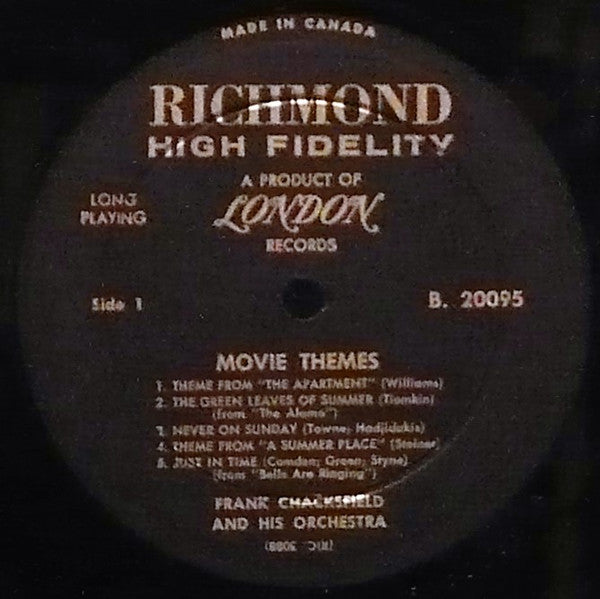 MADE IN CANADA
RICHMOND
HIGH FIDELITY
A PRODUCT OF
LONDON
RECORDS
LONG
PLAYING
Side 1
B. 20095
MOVIE THEMES
1. THEME FROM "THE APARTMENT" (Williams)
2. THE GREEN LEAVES OF SUMMER (Tiomkin)
(from "The Alamo")
3. NEVER ON SUNDAY (Towne; Hadjidakis)
4. THEME FROM "A SUMMER PLACE" (Steiner)
5. JUST IN TIME (Comden; Green; Styne)
(from "Bells Are Ringing")
FRANK CHACKSFIELD
AND HIS ORCHESTRA